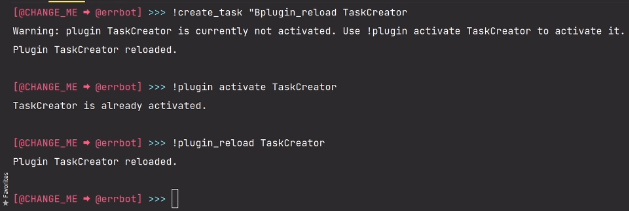 [@CHANGE_ME ➡ @errbot] >>> !create_task "Bplugin_reload TaskCreator
Warning: plugin TaskCreator is currently not activated. Use !plugin activate TaskCreator to activate it.
Plugin TaskCreator reloaded.
[@CHANGE_ME ➡ @errbot] >>> !plugin activate TaskCreator
TaskCreator is already activated.
[@CHANGE_ME ➡ @errbot] >>> !plugin_reload TaskCreator
Plugin TaskCreator reloaded.
[@CHANGE_ME ➡ @errbot] >>>
Favorites